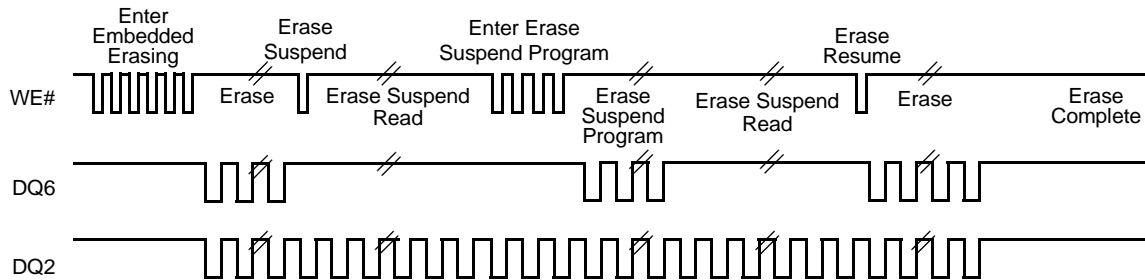 Enter
Embedded
Erasing
Erase
Suspend
Enter Erase
Suspend Program
Erase
Resume
WE#
Erase
Erase Suspend
Read
Erase
Suspend
Program
Erase Suspend
Read
Erase
Erase
Complete
DQ6
DQ2